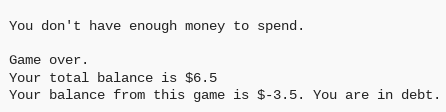 You don't have enough money to spend.
Game over.
Your total balance is $6.5
Your balance from this game is $-3.5. You are in debt.